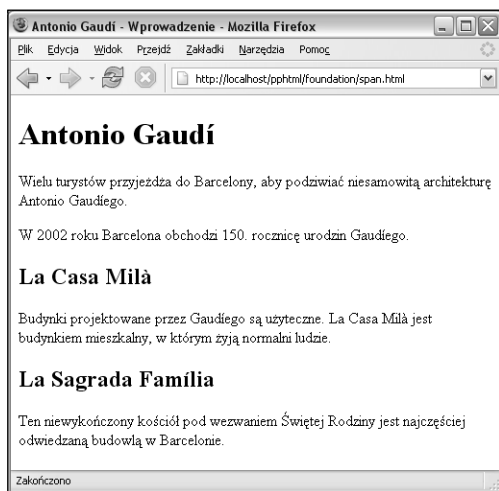 Antonio Gaudí - Wprowadzenie - Mozilla Firefox
Plik Edycja Widok Przejdź Zakładki Narzędzia Pomoc
http://localhost/pphtml/foundation/span.html
Antonio Gaudí
Wielu turystów przyjeżdża do Barcelony, aby podziwiać niesamowitą architekturę
Antonio Gaudíego.
W 2002 roku Barcelona obchodzi 150. rocznicę urodzin Gaudíego.
La Casa Milà
Budynki projektowane przez Gaudíego są użyteczne. La Casa Milà jest
budynkiem mieszkalny, w którym żyją normalni ludzie.
La Sagrada Família
Ten niewykończony kościół pod wezwaniem Świętej Rodziny jest najczęściej
odwiedzaną budowlą w Barcelonie.
Zakończono